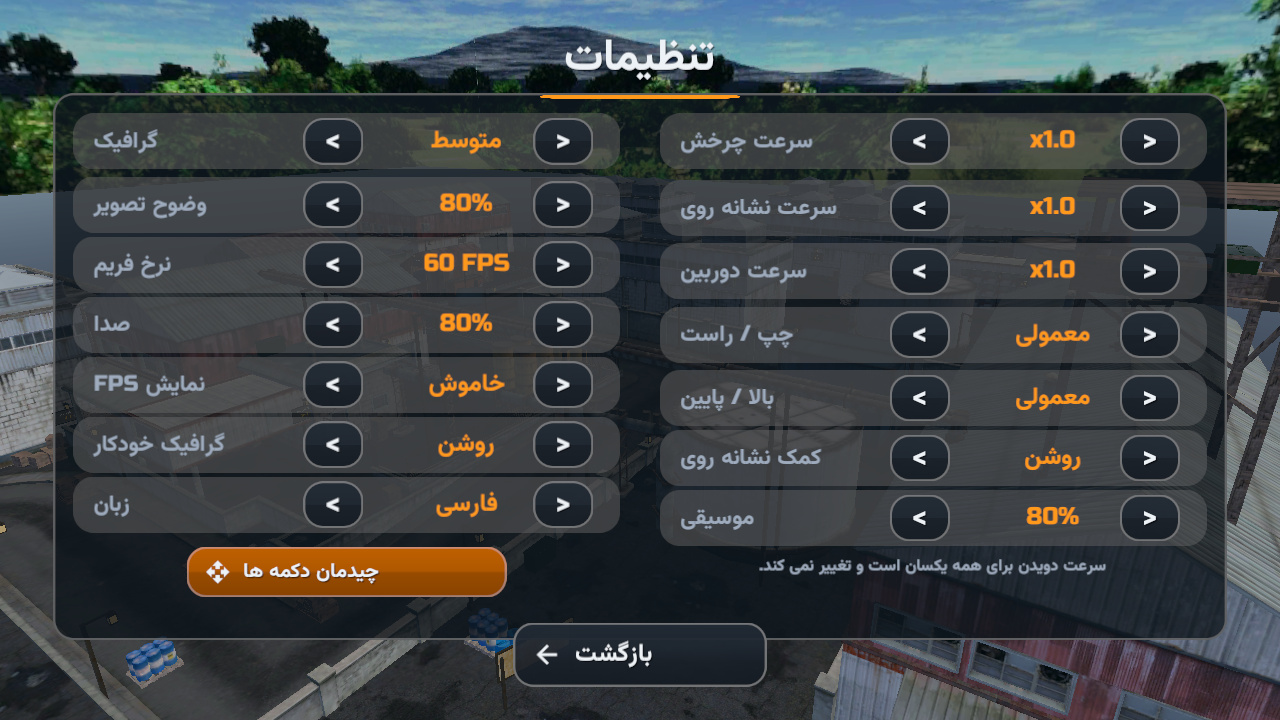 تنظیمات
گرافیک < متوسط >
وضوح تصویر < 80% >
نرخ فریم < 60 FPS >
صدا < 80% >
نمایش FPS < خاموش >
گرافیک خودکار < روشن >
زبان < فارسی >
چیدمان دکمه ها
سرعت چرخش < x1.0 >
سرعت نشانه روی < x1.0 >
سرعت دوربین < x1.0 >
چپ / راست < معمولی >
بالا / پایین < معمولی >
کمک نشانه روی < روشن >
موسیقی < 80% >
سرعت دویدن برای همه یکسان است و تغییر نمی کند.
بازگشت